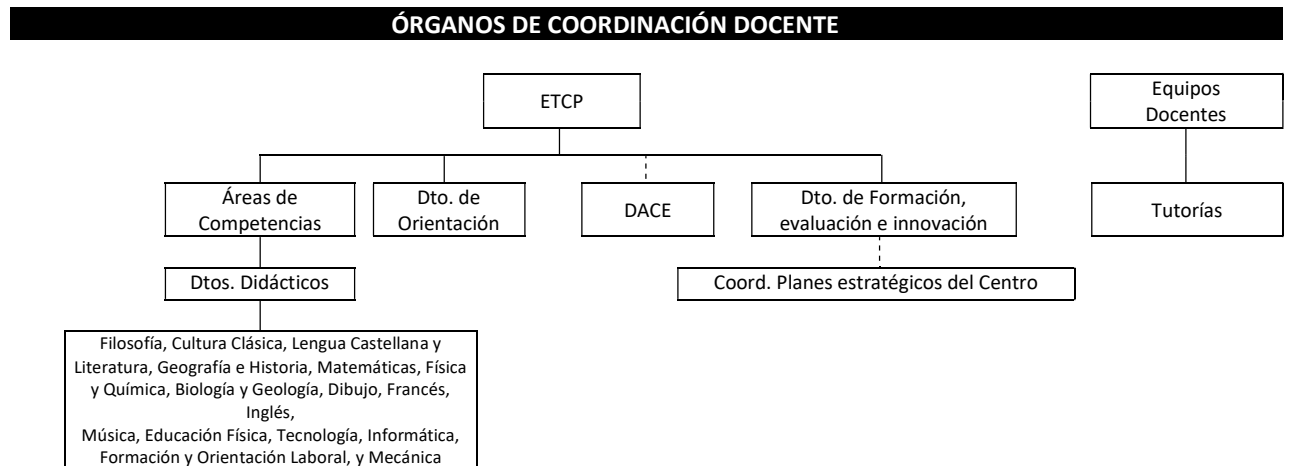 ÓRGANOS DE COORDINACIÓN DOCENTE
ETCP
Equipos
Docentes
Áreas de
Competencias
Dto. de
Orientación
DACE
Dto. de Formación,
evaluación e innovación
Tutorías
Dtos. Didácticos
Coord. Planes estratégicos del Centro
Filosofía, Cultura Clásica, Lengua Castellana y
Literatura, Geografía e Historia, Matemáticas, Física
y Química, Biología y Geología, Dibujo, Francés,
Inglés,
Música, Educación Física, Tecnología, Informática,
Formación y Orientación Laboral, y Mecánica